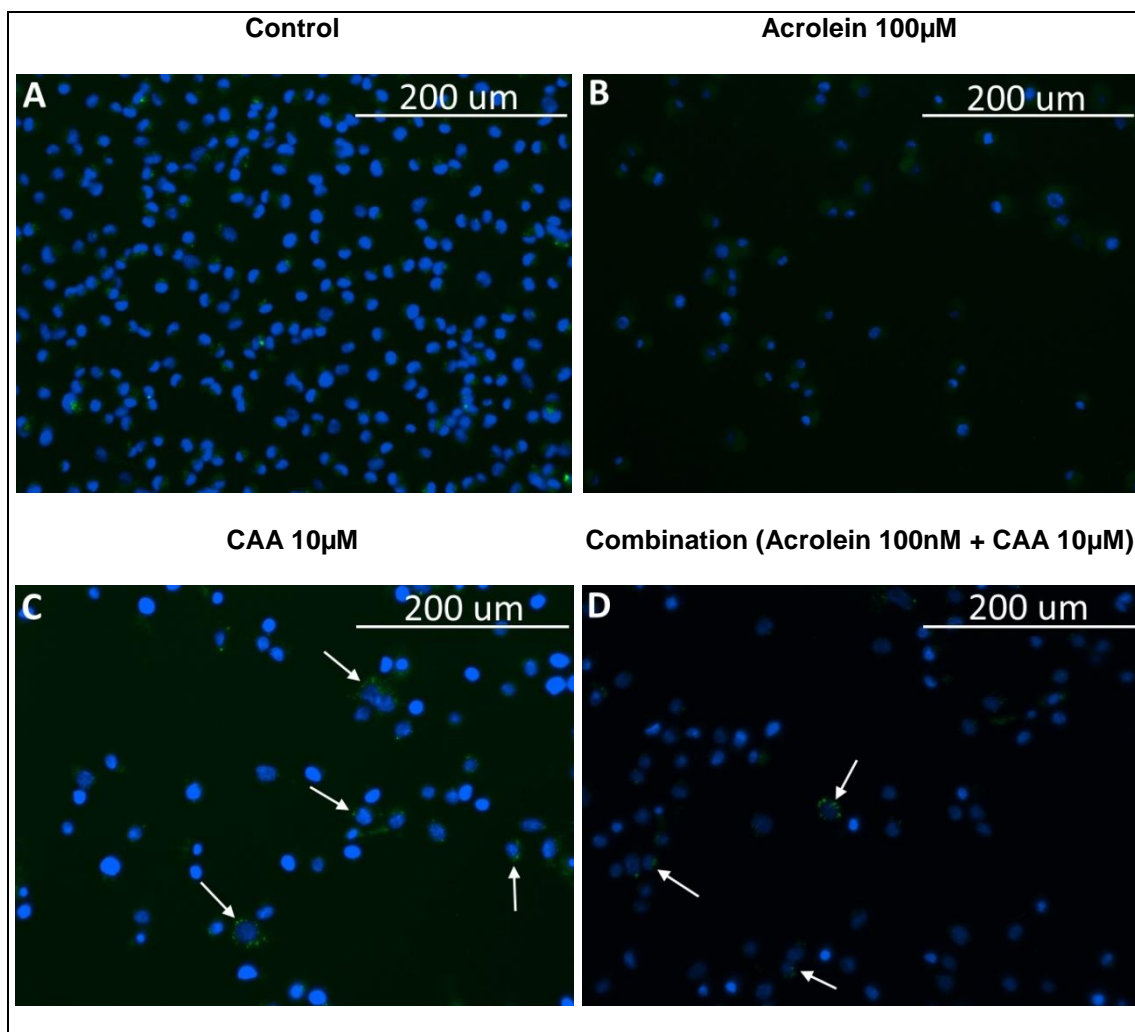 Control
Acrolein 100µM
A
200 um
B
200 um
CAA 10µM
Combination (Acrolein 100nM + CAA 10µM)
C
200 um
D
200 um